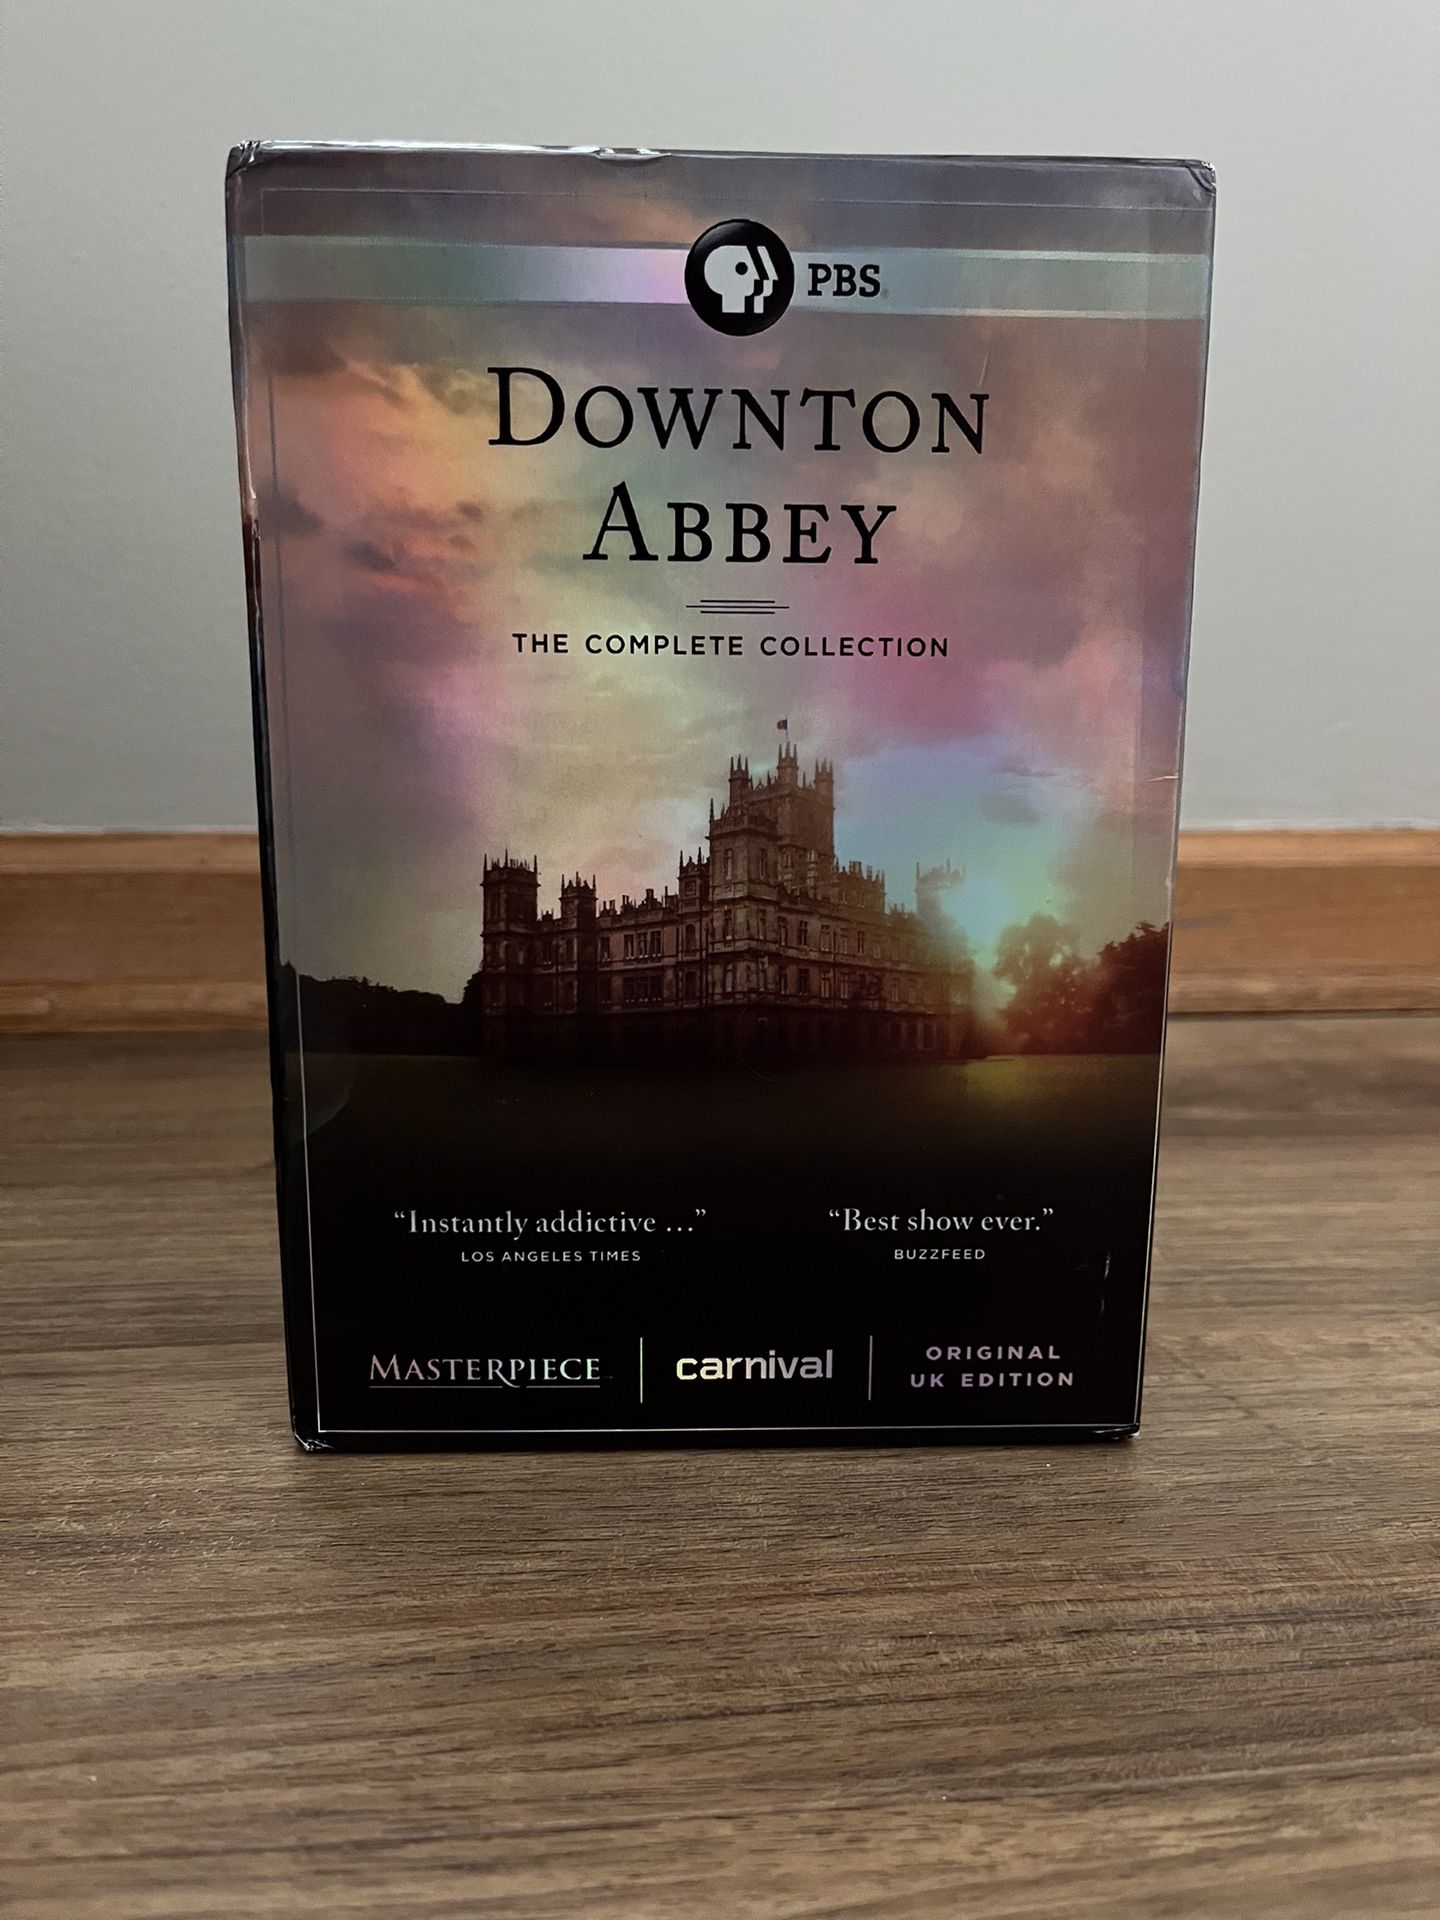 PBS
DOWNTON
ABBEY
THE COMPLETE COLLECTION
“Instantly addictive ...”
LOS ANGELES TIMES
“Best show ever.”
BUZZFEED
MASTERPIECE
carnival
ORIGINAL
UK EDITION